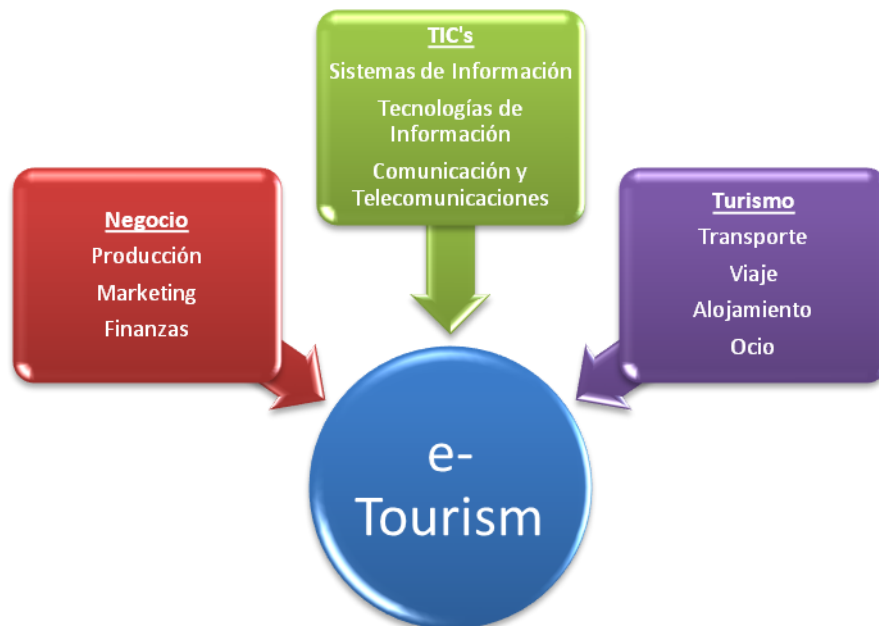 Negocio
Producción
Marketing
Finanzas
TIC's
Sistemas de Información
Tecnologías de
Información
Comunicación y
Telecomunicaciones
Turismo
Transporte
Viaje
Alojamiento
Ocio
e-
Tourism